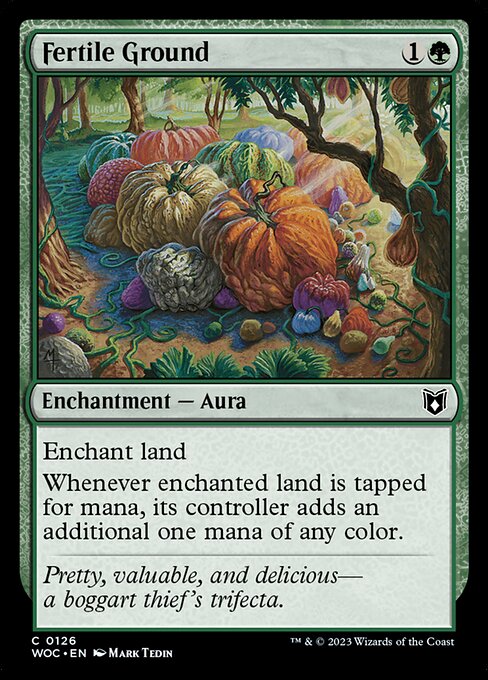 Fertile Ground 1
Enchantment — Aura
Enchant land
Whenever enchanted land is tapped
for mana, its controller adds an
additional one mana of any color.
Pretty, valuable, and delicious—
a boggart thief's trifecta.
C 0126
WOC • EN Mark Tedin
™ & © 2023 Wizards of the Coast